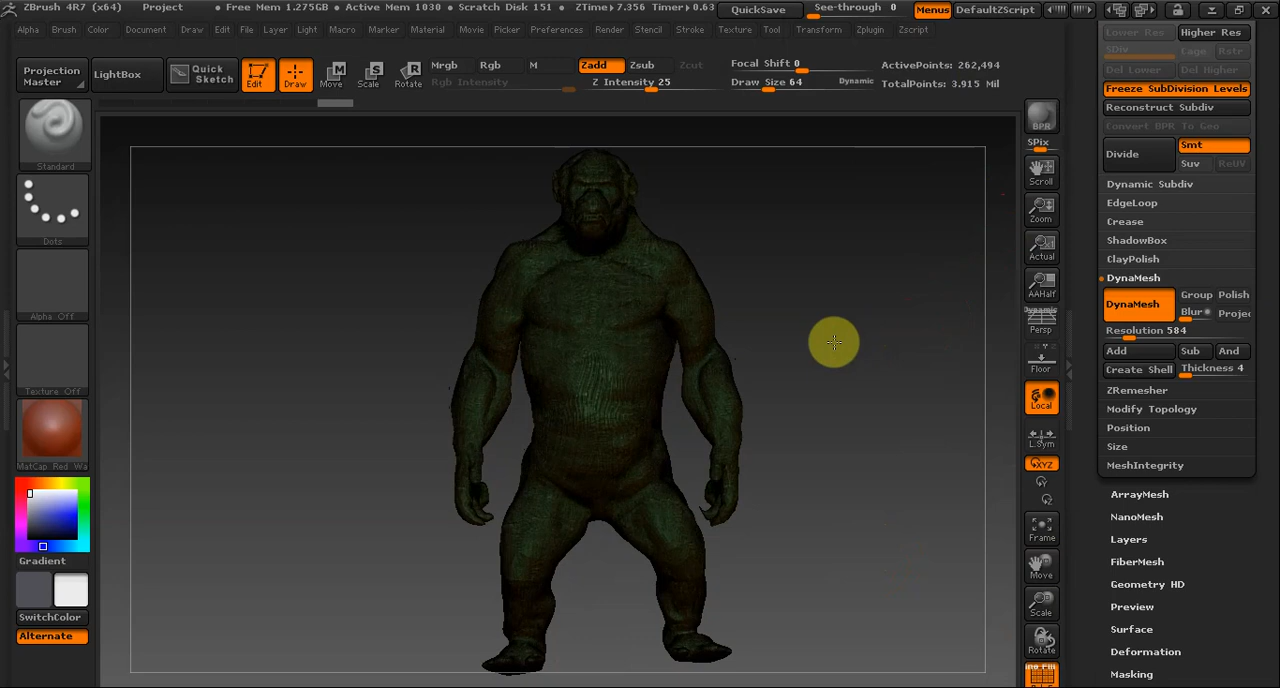 ZBrush 4R7 (x64) Project • Free Mem 1.275GB • Active Mem 1030 • Scratch Disk 151 • ZTime▸7.356 Timer▸0.63 QuickSave See-through 0 Menus DefaultZScript
Alpha Brush Color Document Draw Edit File Layer Light Macro Marker Material Movie Picker Preferences Render Stencil Stroke Texture Tool Transform Zplugin Zscript
Projection Master
LightBox
Quick Sketch
Edit
Draw
Move
Scale
Rotate
Mrgb Rgb M
Rgb Intensity
Zadd Zsub Zcut
Z Intensity 25
Focal Shift 0
Draw Size 64 Dynamic
ActivePoints: 262,494
TotalPoints: 3.915 Mil
Standard
Dots
Alpha Off
Texture Off
MatCap Red Wa
Gradient
SwitchColor
Alternate
BPR
SPix
Scroll
Zoom
Actual
AAHalf
Dynamic
Persp
Floor
Local
L.Sym
XYZ
Frame
Move
Scale
Rotate
Lower Res Higher Res
SDiv Cage Rstr
Del Lower Del Higher
Freeze SubDivision Levels
Reconstruct Subdiv
Convert BPR To Geo
Divide Smt
Suv ReUV
Dynamic Subdiv
EdgeLoop
Crease
ShadowBox
ClayPolish
DynaMesh
DynaMesh Group Polish
Blur Projec
Resolution 584
Add Sub And
Create Shell Thickness 4
ZRemesher
Modify Topology
Position
Size
MeshIntegrity
ArrayMesh
NanoMesh
Layers
FiberMesh
Geometry HD
Preview
Surface
Deformation
Masking